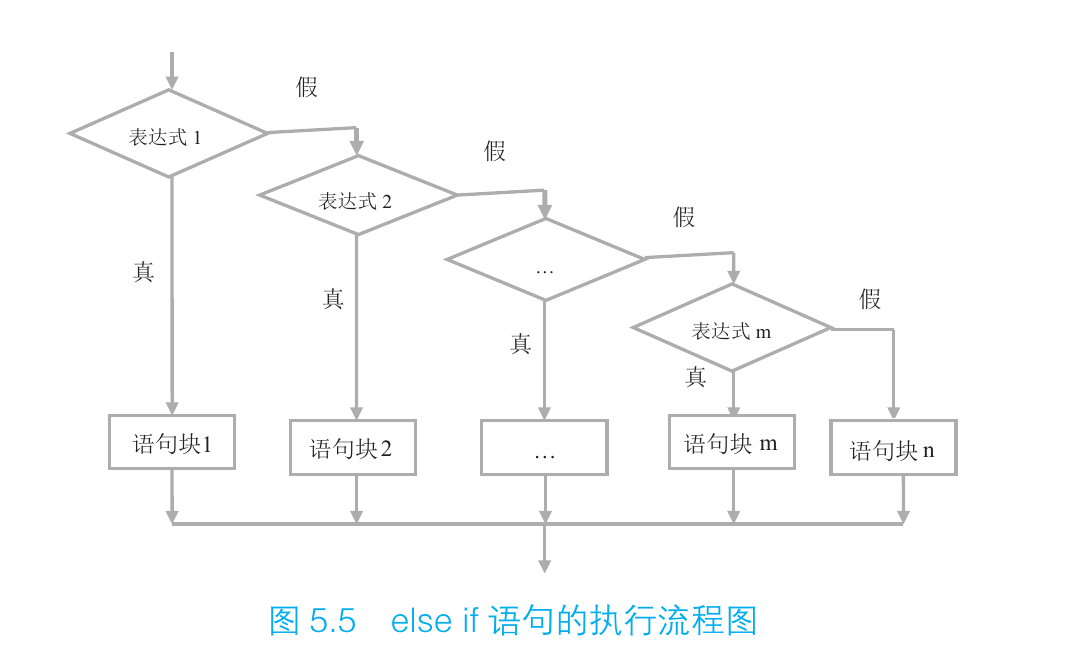 假
表达式 1
假
表达式 2
假
…
真
假
真
表达式 m
真
真
语句块1
语句块2
…
语句块 m
语句块 n
图 5.5 else if 语句的执行流程图